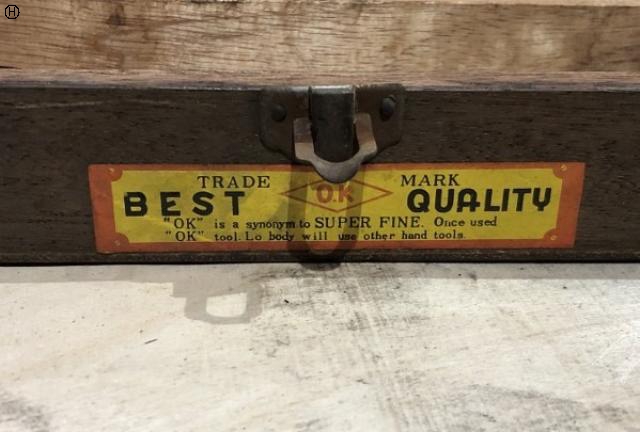 H
TRADE O.K MARK
BEST QUALITY
"OK" is a synonym to SUPER FINE. Once used
"OK" tool. Lo body will use other hand tools.